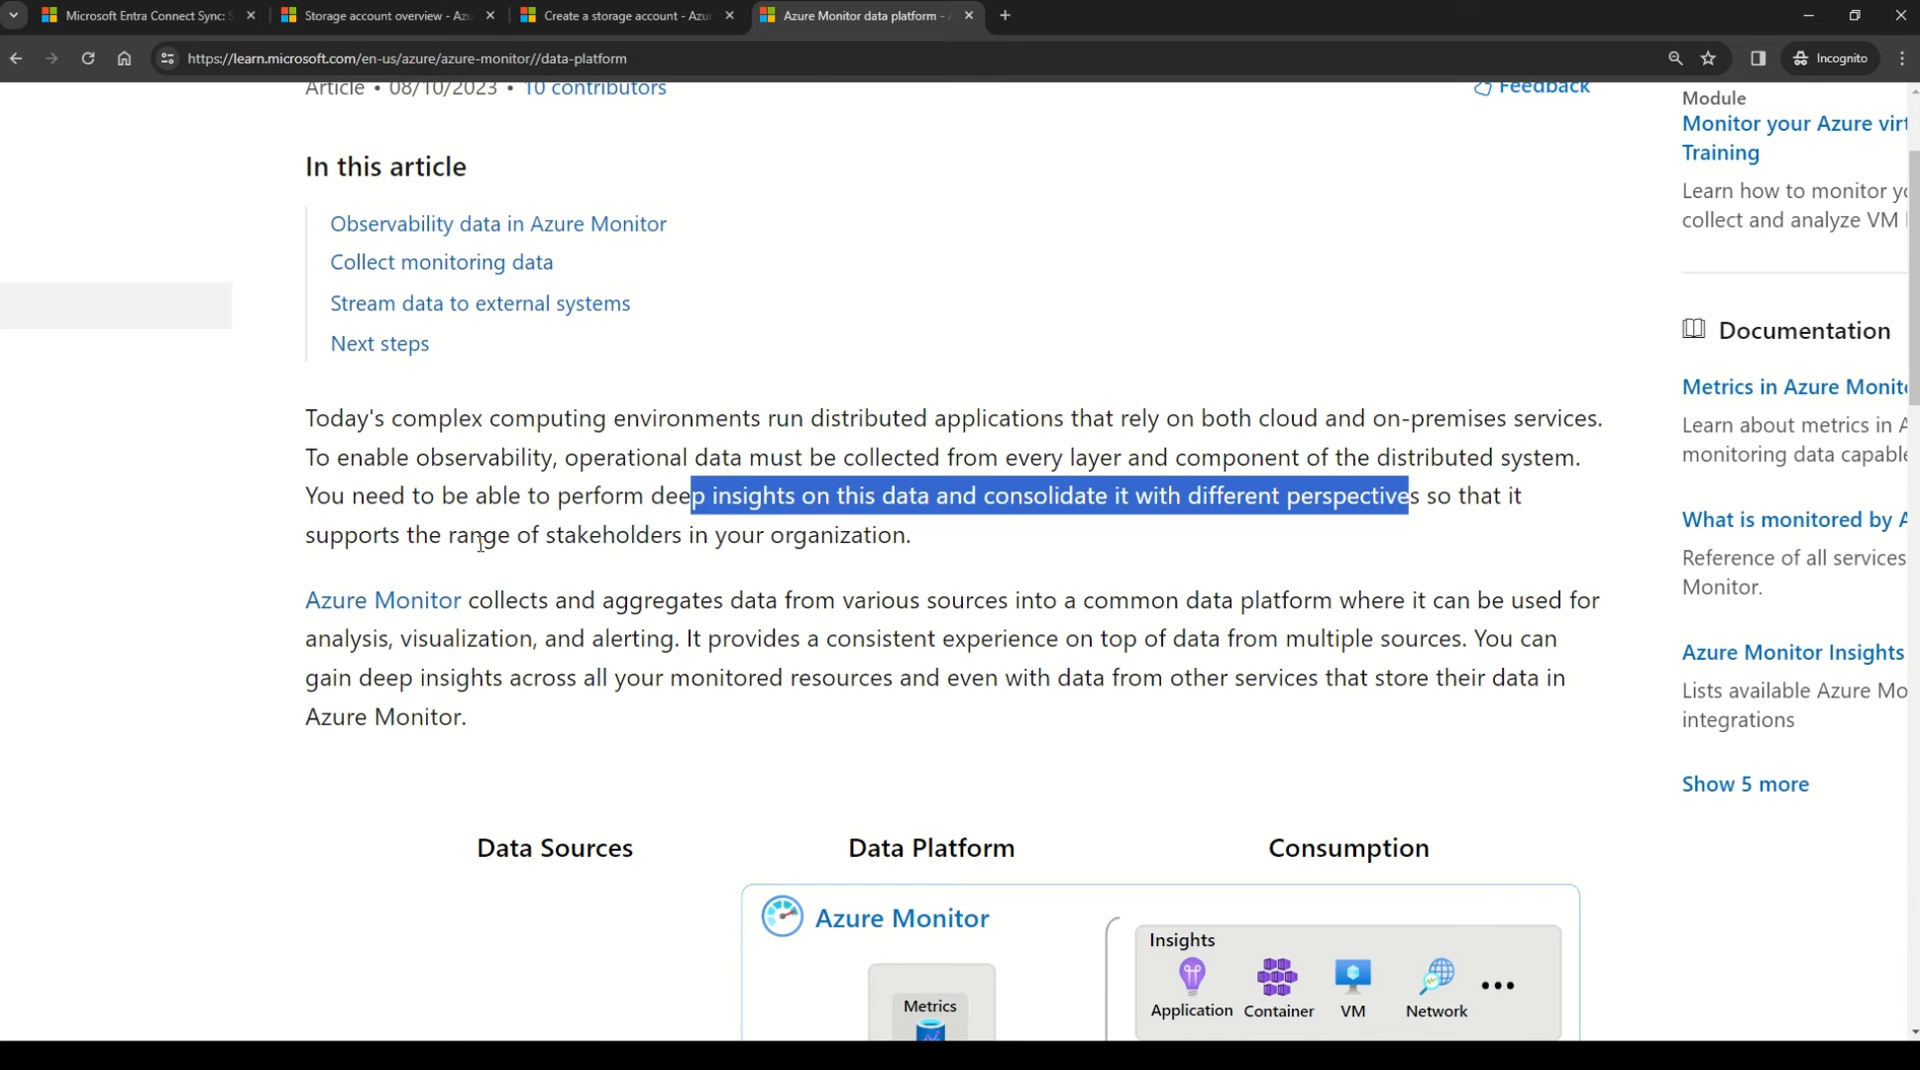 Microsoft Entra Connect Sync: S
Storage account overview - Azu
Create a storage account - Azu
Azure Monitor data platform - A
https://learn.microsoft.com/en-us/azure/azure-monitor//data-platform
Incognito
Article • 08/10/2023 • 10 contributors
Feedback
In this article
Observability data in Azure Monitor
Collect monitoring data
Stream data to external systems
Next steps
Today's complex computing environments run distributed applications that rely on both cloud and on-premises services.
To enable observability, operational data must be collected from every layer and component of the distributed system.
You need to be able to perform deep insights on this data and consolidate it with different perspectives so that it
supports the range of stakeholders in your organization.
Azure Monitor collects and aggregates data from various sources into a common data platform where it can be used for
analysis, visualization, and alerting. It provides a consistent experience on top of data from multiple sources. You can
gain deep insights across all your monitored resources and even with data from other services that store their data in
Azure Monitor.
Data Sources
Data Platform
Consumption
Azure Monitor
Metrics
Insights
Application
Container
VM
Network
Module
Monitor your Azure virt
Training
Learn how to monitor yo
collect and analyze VM
Documentation
Metrics in Azure Monito
Learn about metrics in A
monitoring data capable
What is monitored by A
Reference of all services
Monitor.
Azure Monitor Insights
Lists available Azure Mo
integrations
Show 5 more